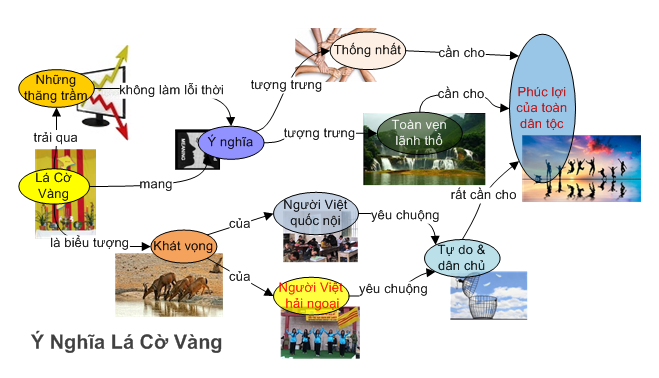 Thống nhất
cần cho
Những
thăng trầm
không làm lỗi thời
tượng trưng
Phúc lợi
của toàn
dân tộc
cần cho
Toàn vẹn
lãnh thổ
trải qua
Ý nghĩa
tượng trưng
MEANING
Lá Cờ
Vàng
mang
rất cần cho
Người Việt
quốc nội
yêu chuộng
của
là biểu tượng
Khát vọng
Tự do &
dân chủ
của
Người Việt
hải ngoại
yêu chuộng
Ý Nghĩa Lá Cờ Vàng